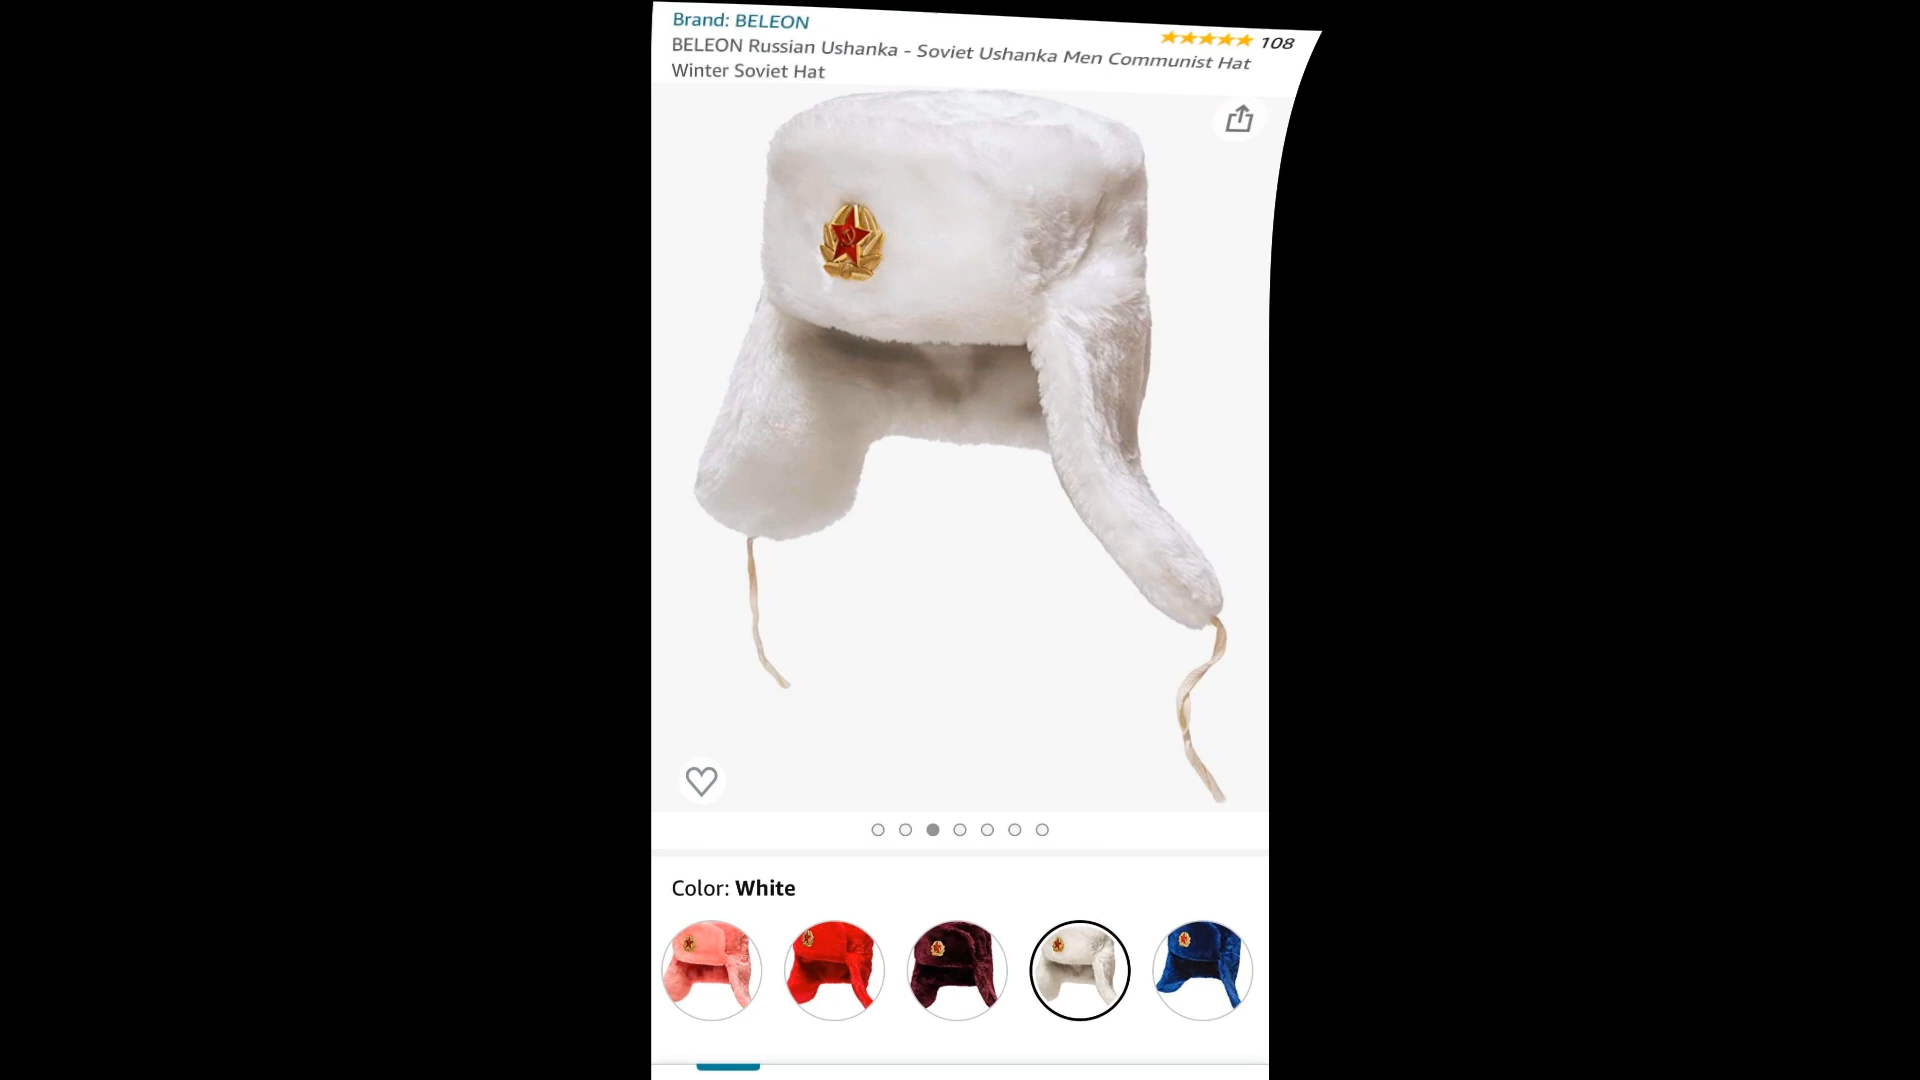 Brand: BELEON
108
BELEON Russian Ushanka - Soviet Ushanka Men Communist Hat
Winter Soviet Hat
Color: White